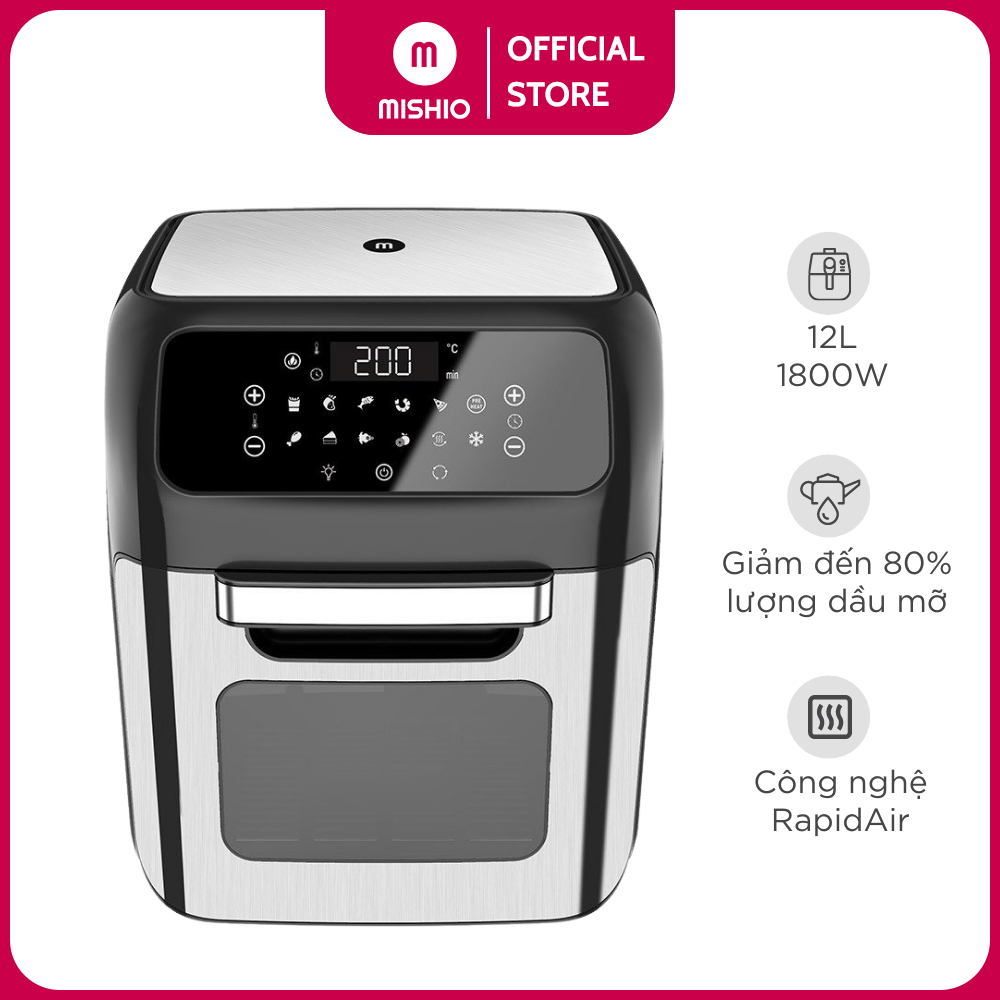 m
MISHIO
OFFICIAL
STORE
m
200
°C
min
PRE
HEAT
12L
1800W
Giảm đến 80%
lượng dầu mỡ
Công nghệ
RapidAir